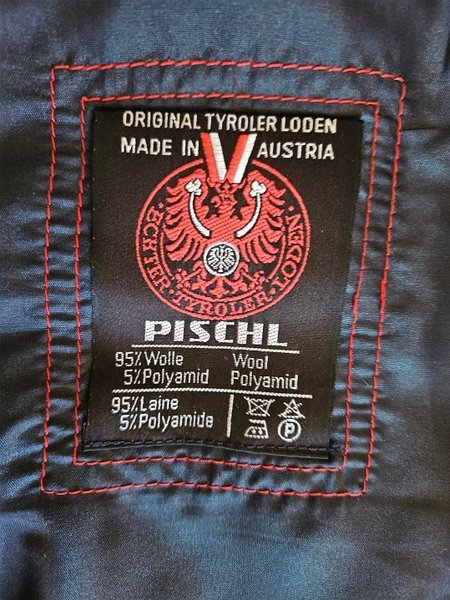 ORIGINAL TYROLER LODEN
MADE IN AUSTRIA
ECHTER·TYROLER·LODEN
PISCHL
95% Wolle Wool
5% Polyamid Polyamid
95% Laine
5% Polyamide
P